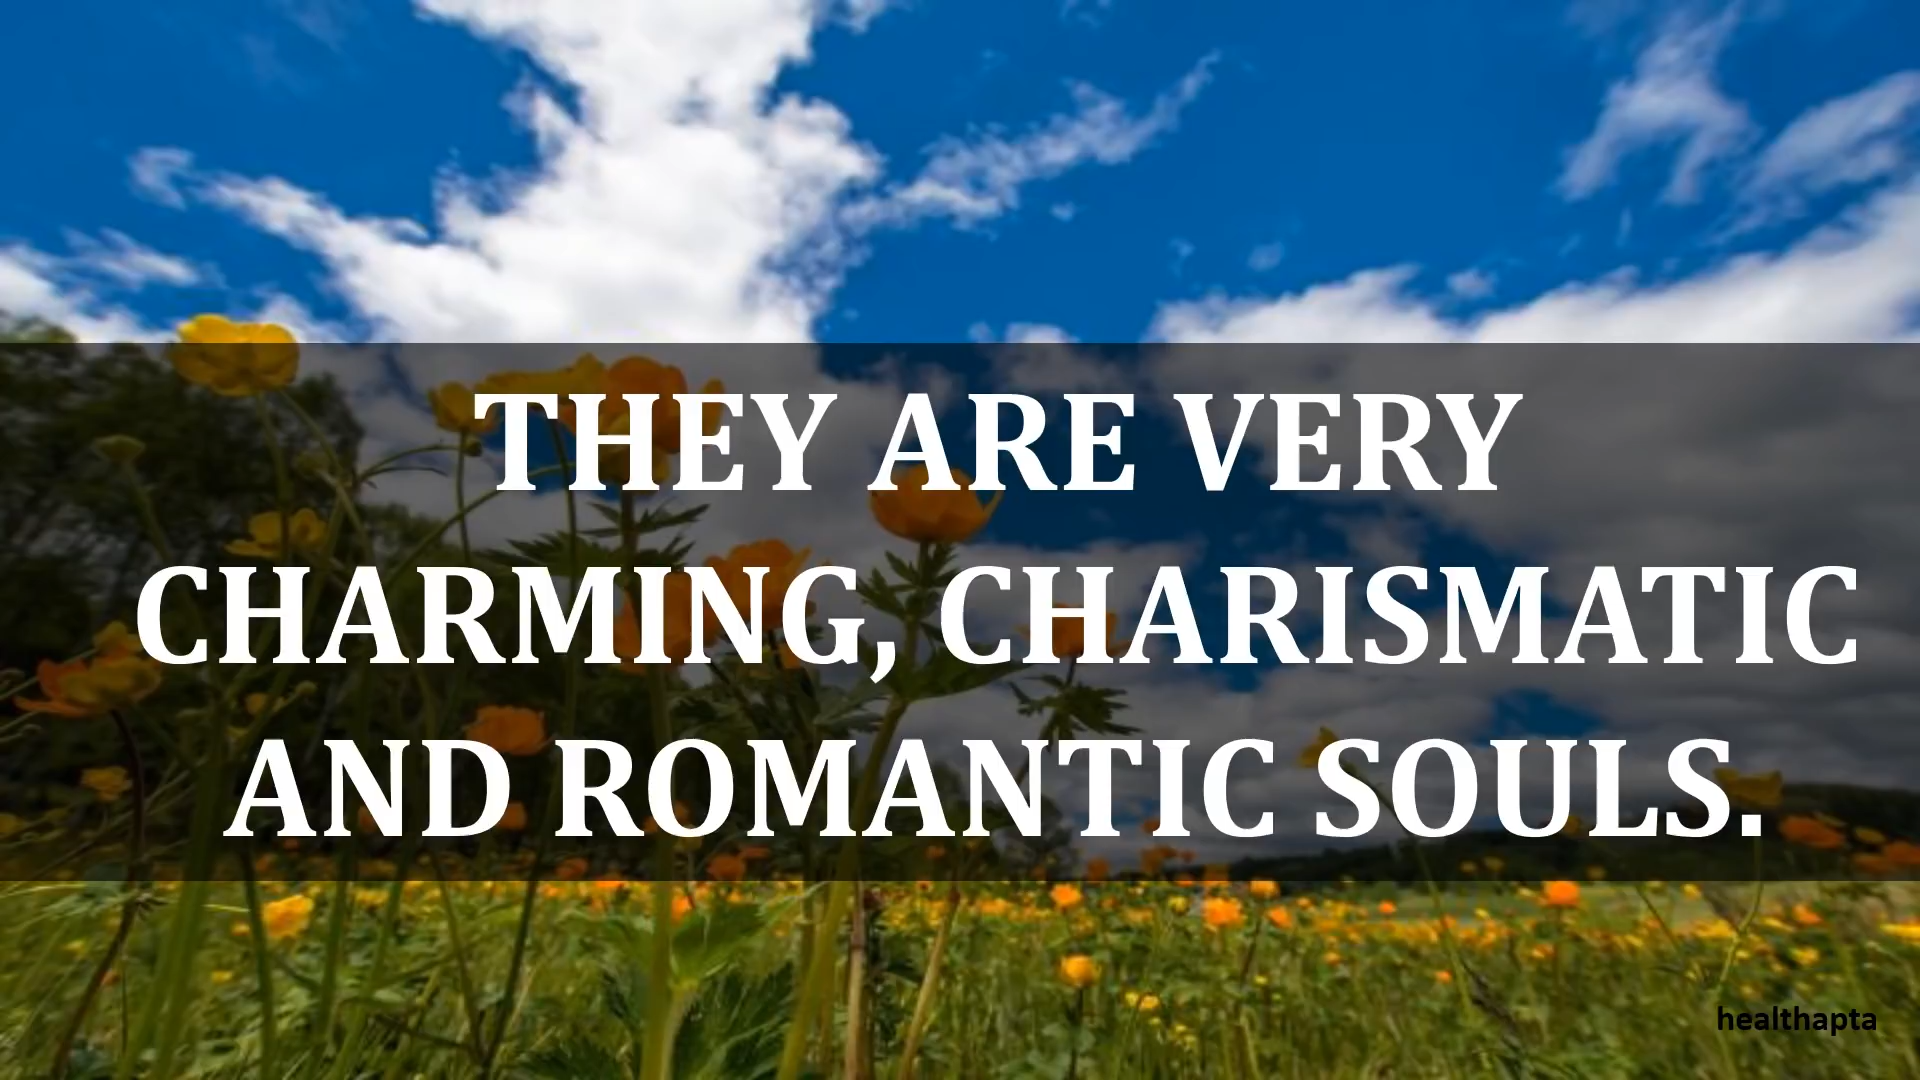 THEY ARE VERY
CHARMING, CHARISMATIC
AND ROMANTIC SOULS.
healthapta